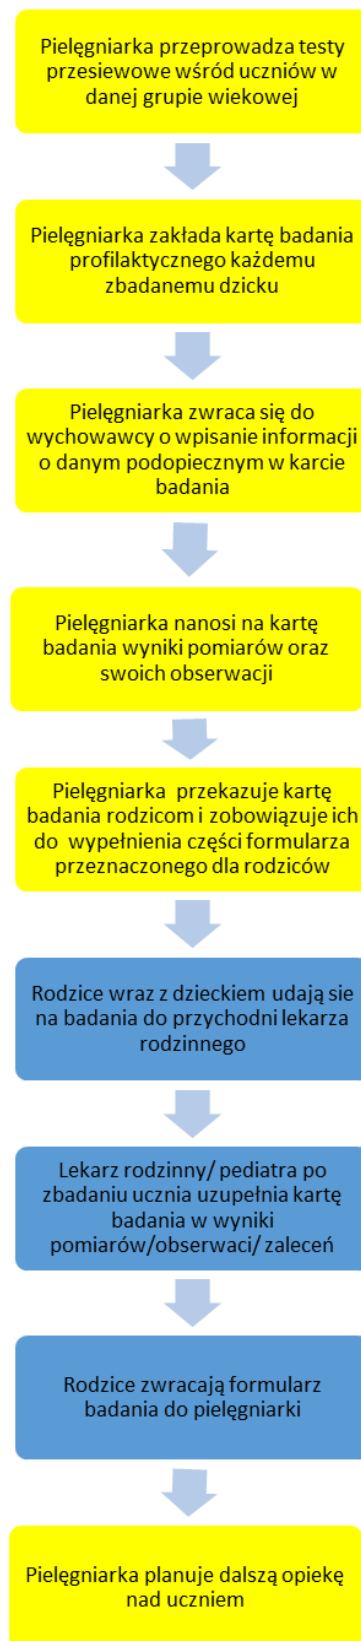 Pielęgniarka przeprowadza testy
przesiewowe wśród uczniów w
danej grupie wiekowej
Pielęgniarka zakłada kartę badania
profilaktycznego każdemu
zbadanemu dzicku
Pielęgniarka zwraca się do
wychowawcy o wpisanie informacji
o danym podopiecznym w karcie
badania
Pielęgniarka nanosi na kartę
badania wyniki pomiarów oraz
swoich obserwacji
Pielęgniarka przekazuje kartę
badania rodzicom i zobowiązuje ich
do wypełnienia części formularza
przeznaczonego dla rodziców
Rodzice wraz z dzieckiem udają sie
na badania do przychodni lekarza
rodzinnego
Lekarz rodzinny/ pediatra po
zbadaniu ucznia uzupełnia kartę
badania w wyniki
pomiarów/obserwaci/ zaleceń
Rodzice zwracają formularz
badania do pielęgniarki
Pielęgniarka planuje dalszą opiekę
nad uczniem